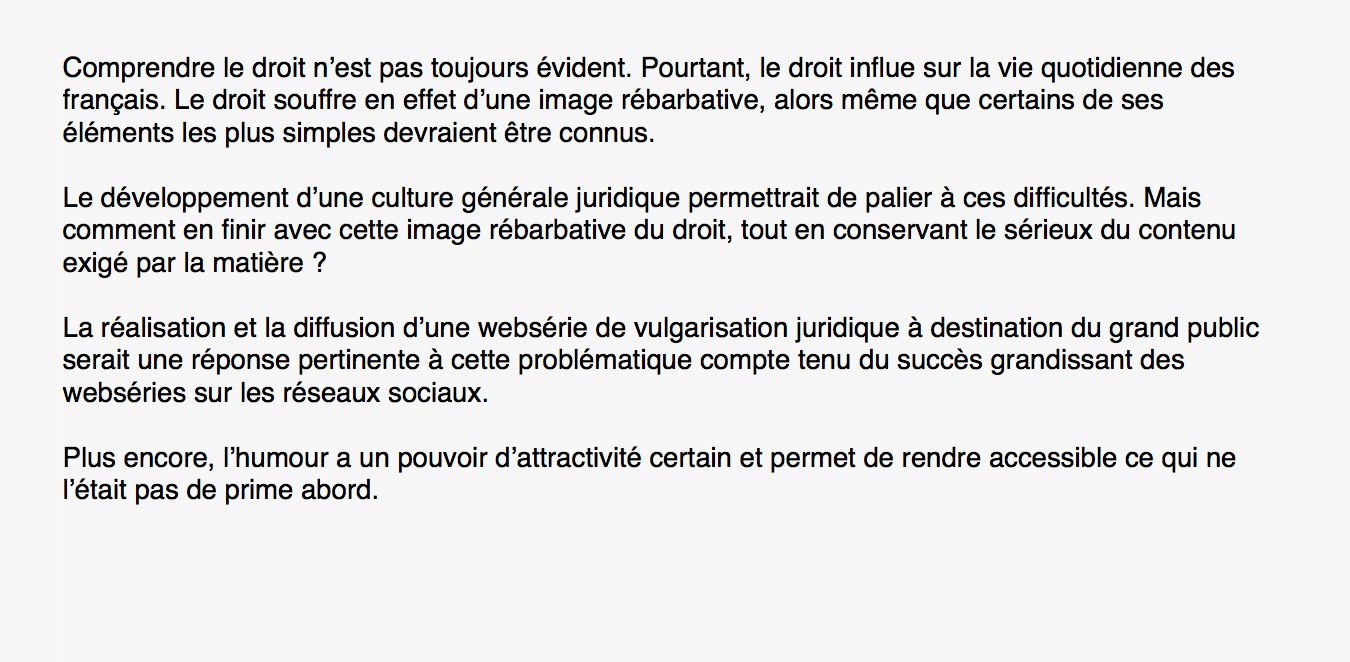 Comprendre le droit n’est pas toujours évident. Pourtant, le droit influe sur la vie quotidienne des
français. Le droit souffre en effet d’une image rébarbative, alors même que certains de ses
éléments les plus simples devraient être connus.
Le développement d’une culture générale juridique permettrait de palier à ces difficultés. Mais
comment en finir avec cette image rébarbative du droit, tout en conservant le sérieux du contenu
exigé par la matière ?
La réalisation et la diffusion d’une websérie de vulgarisation juridique à destination du grand public
serait une réponse pertinente à cette problématique compte tenu du succès grandissant des
webséries sur les réseaux sociaux.
Plus encore, l’humour a un pouvoir d’attractivité certain et permet de rendre accessible ce qui ne
l’était pas de prime abord.